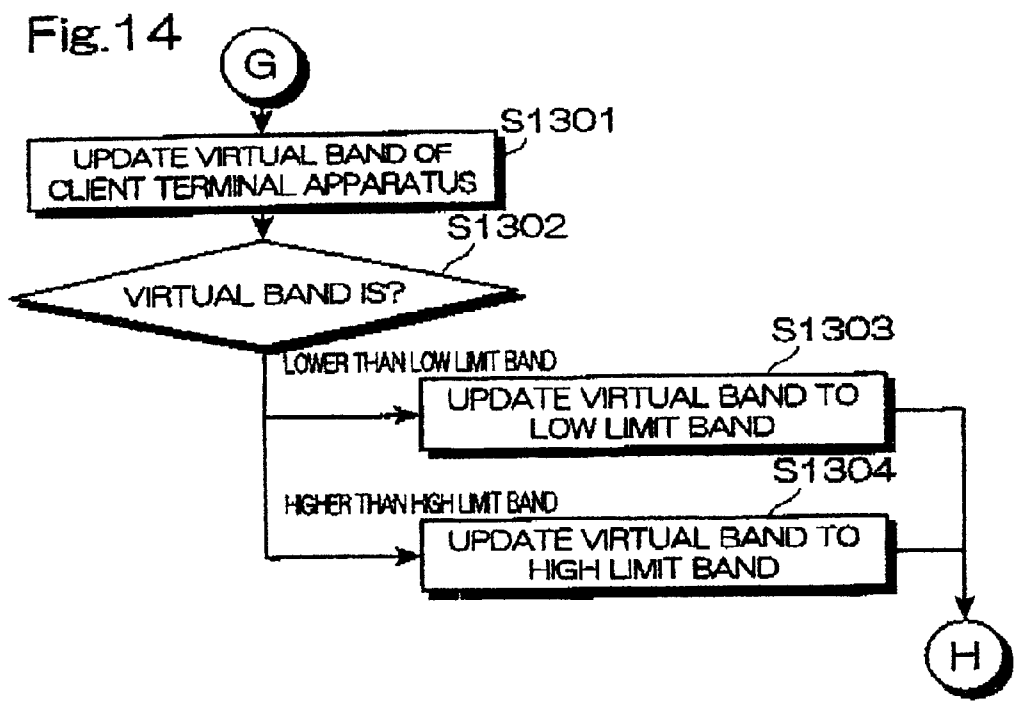 Fig.14
G
S1301
UPDATE VIRTUAL BAND OF
CLIENT TERMINAL APPARATUS
S1302
VIRTUAL BAND IS?
LOWER THAN LOW LIMIT BAND
S1303
UPDATE VIRTUAL BAND TO
LOW LIMIT BAND
S1304
HIGHER THAN HIGH LIMIT BAND
UPDATE VIRTUAL BAND TO
HIGH LIMIT BAND
H